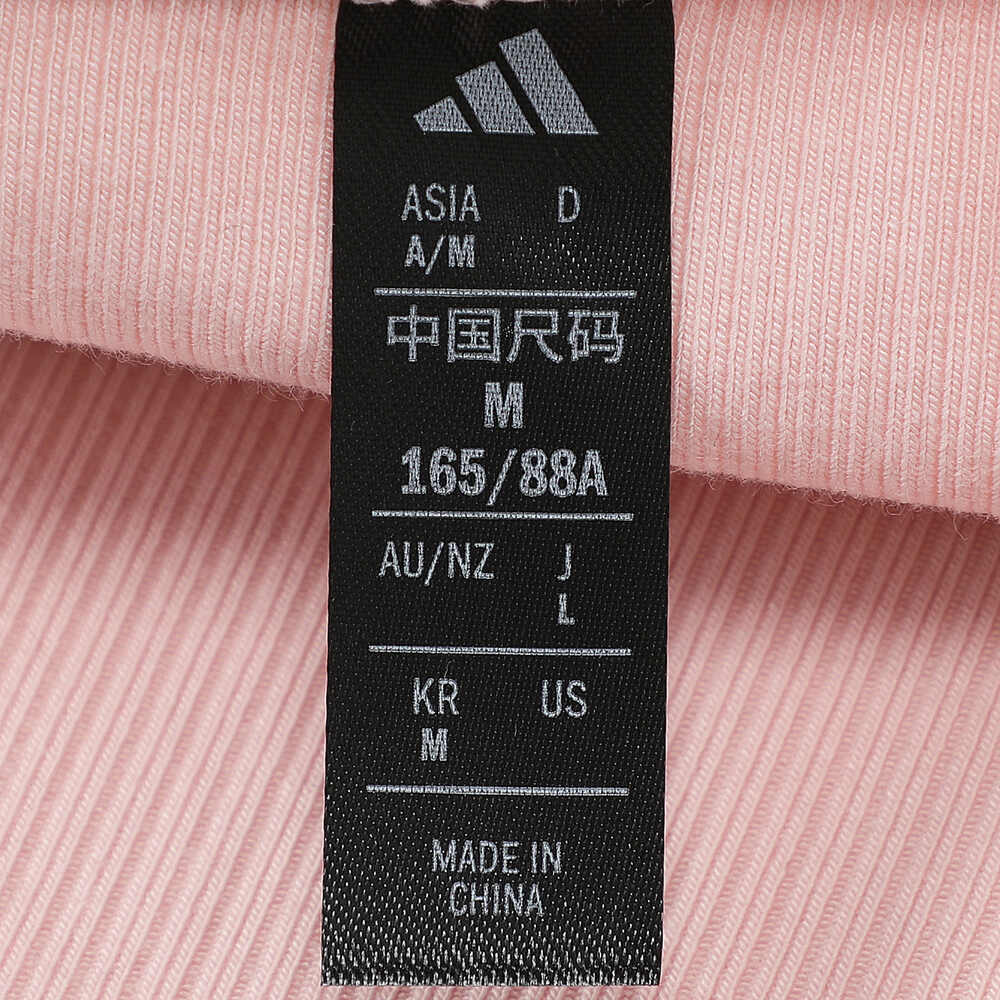 ASIA D
A/M
中国尺码
M
165/88A
AU/NZ J
L
KR US
M
MADE IN
CHINA